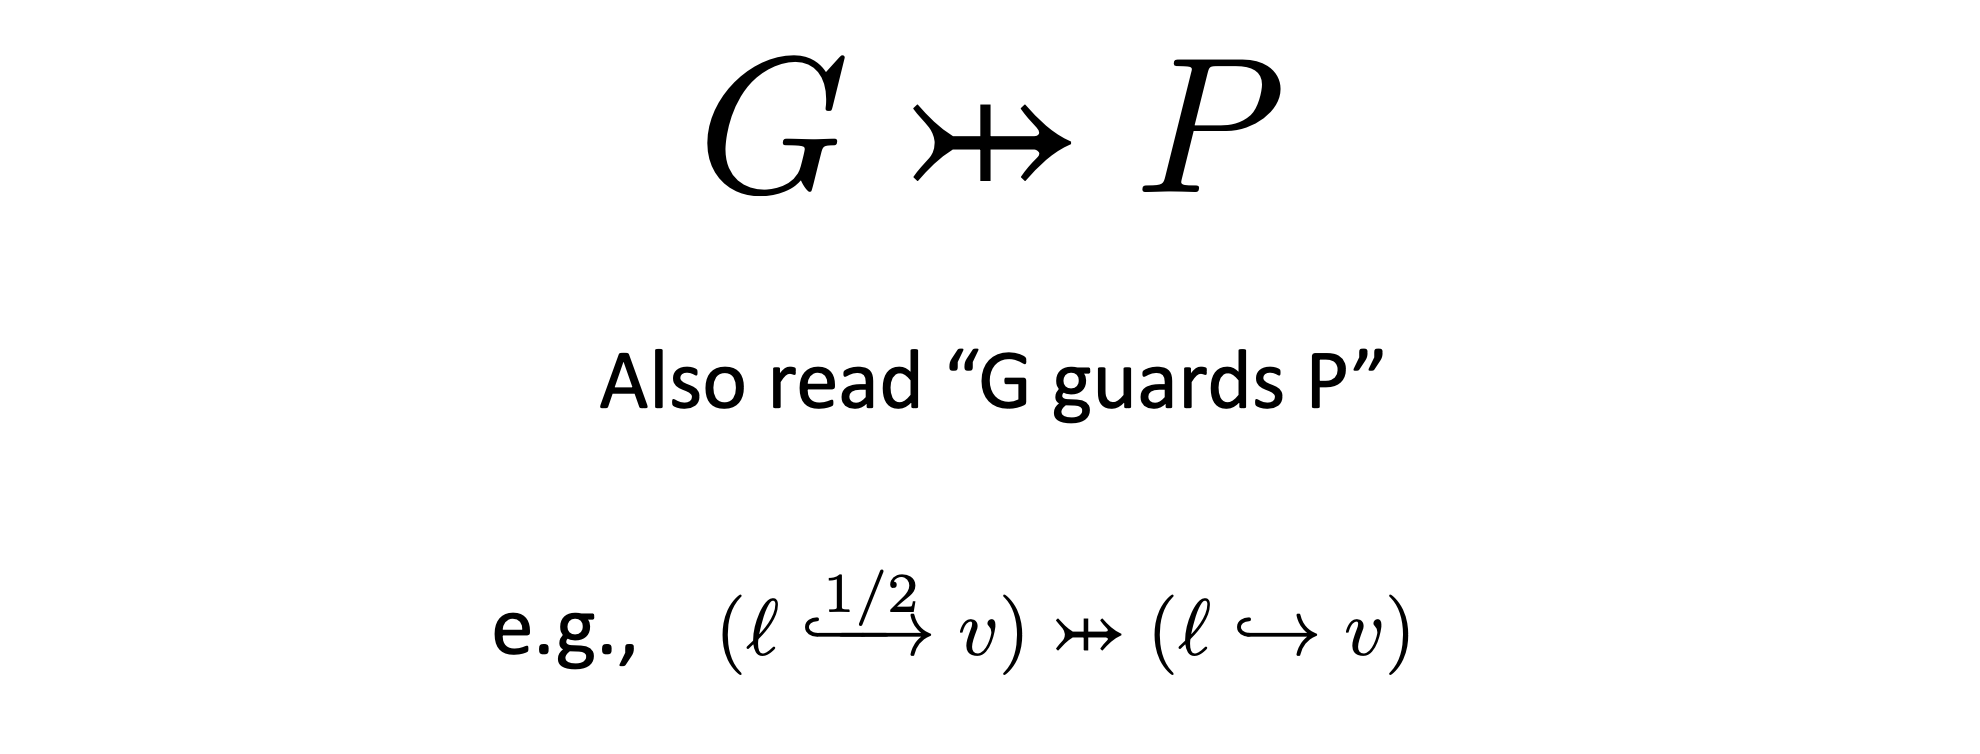 G ⤔ P
Also read “G guards P”
e.g., (ℓ ↪^{1/2} v) ⤔ (ℓ ↪ v)